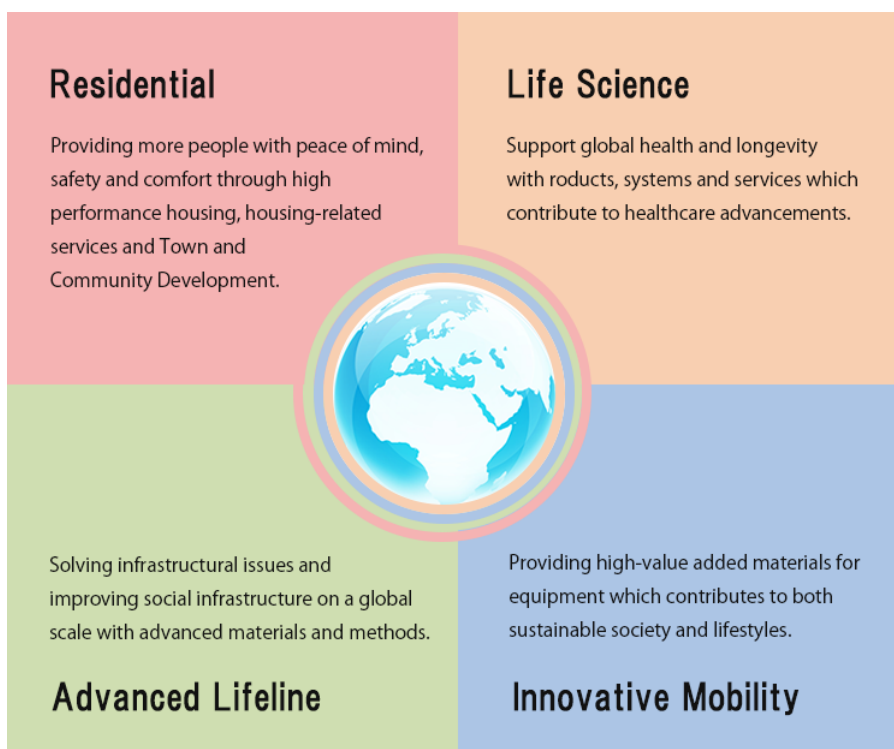 Residential
Providing more people with peace of mind,
safety and comfort through high
performance housing, housing-related
services and Town and
Community Development.
Life Science
Support global health and longevity
with roducts, systems and services which
contribute to healthcare advancements.
Solving infrastructural issues and
improving social infrastructure on a global
scale with advanced materials and methods.
Advanced Lifeline
Providing high-value added materials for
equipment which contributes to both
sustainable society and lifestyles.
Innovative Mobility